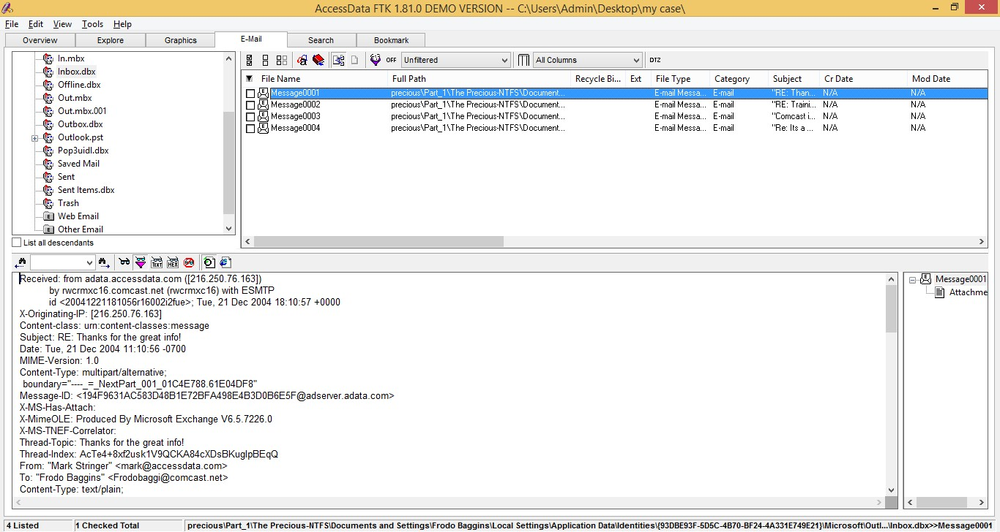 AccessData FTK 1.81.0 DEMO VERSION -- C:\Users\Admin\Desktop\my case\
File Edit View Tools Help
Overview Explore Graphics E-Mail Search Bookmark
In.mbx
Inbox.dbx
Offline.dbx
Out.mbx
Out.mbx.001
Outbox.dbx
Outlook.pst
Pop3uidl.dbx
Saved Mail
Sent
Sent Items.dbx
Trash
Web Email
Other Email
List all descendants
OFF Unfiltered All Columns DTZ
File Name Full Path Recycle Bi... Ext File Type Category Subject Cr Date Mod Date
Message0001 precious\Part_1\The Precious-NTFS\Document... E-mail Messa... E-mail "RE: Than... N/A N/A
Message0002 precious\Part_1\The Precious-NTFS\Document... E-mail Messa... E-mail "RE: Traini... N/A N/A
Message0003 precious\Part_1\The Precious-NTFS\Document... E-mail Messa... E-mail "Comcast i... N/A N/A
Message0004 precious\Part_1\The Precious-NTFS\Document... E-mail Messa... E-mail "Re: Its a ... N/A N/A
TEXT HEX
Received: from adata.accessdata.com ([216.250.76.163])
by rwcrmxc16.comcast.net (rwcrmxc16) with ESMTP
id <20041221181056r16002i2fue>; Tue, 21 Dec 2004 18:10:57 +0000
X-Originating-IP: [216.250.76.163]
Content-class: urn:content-classes:message
Subject: RE: Thanks for the great info!
Date: Tue, 21 Dec 2004 11:10:56 -0700
MIME-Version: 1.0
Content-Type: multipart/alternative;
boundary="----_=_NextPart_001_01C4E788.61E04DF8"
Message-ID: <194F9631AC583D48B1E72BFA498E4B3D0B6E5F@adserver.adata.com>
X-MS-Has-Attach:
X-MimeOLE: Produced By Microsoft Exchange V6.5.7226.0
X-MS-TNEF-Correlator:
Thread-Topic: Thanks for the great info!
Thread-Index: AcTe4+8xf2usk1V9QCKA84cXDsBKuglpBEqQ
From: "Mark Stringer" <mark@accessdata.com>
To: "Frodo Baggins" <Frodobaggi@comcast.net>
Content-Type: text/plain;
Message0001
Attachme
4 Listed 1 Checked Total precious\Part_1\The Precious-NTFS\Documents and Settings\Frodo Baggins\Local Settings\Application Data\Identities\{93DBE93F-5D5C-4B70-BF24-4A331E749E21}\Microsoft\Outl...\Inbox.dbx>>Message0001